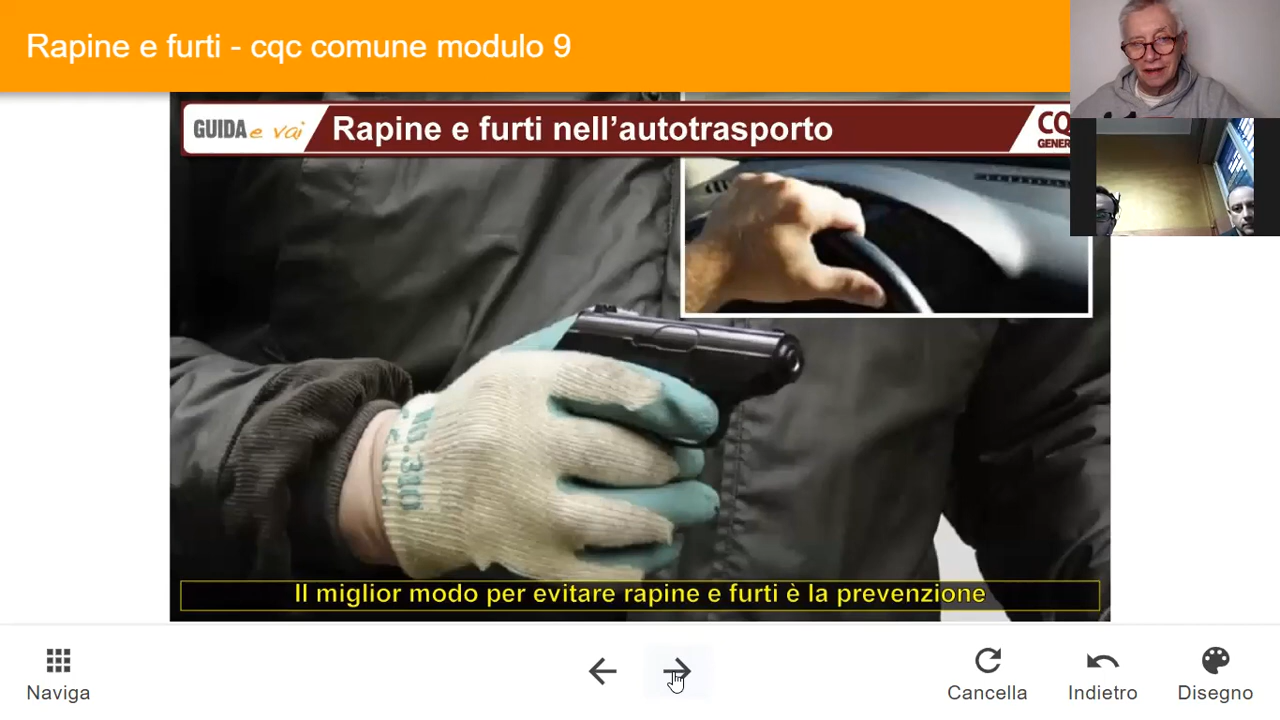 Rapine e furti - cqc comune modulo 9
GUIDA e vai
Rapine e furti nell'autotrasporto
Il miglior modo per evitare rapine e furti è la prevenzione
Naviga
Cancella
Indietro
Disegno